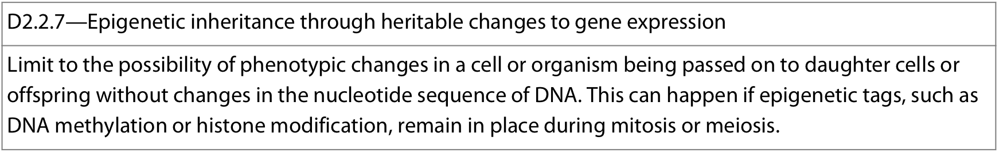 D2.2.7—Epigenetic inheritance through heritable changes to gene expression
Limit to the possibility of phenotypic changes in a cell or organism being passed on to daughter cells or
offspring without changes in the nucleotide sequence of DNA. This can happen if epigenetic tags, such as
DNA methylation or histone modification, remain in place during mitosis or meiosis.